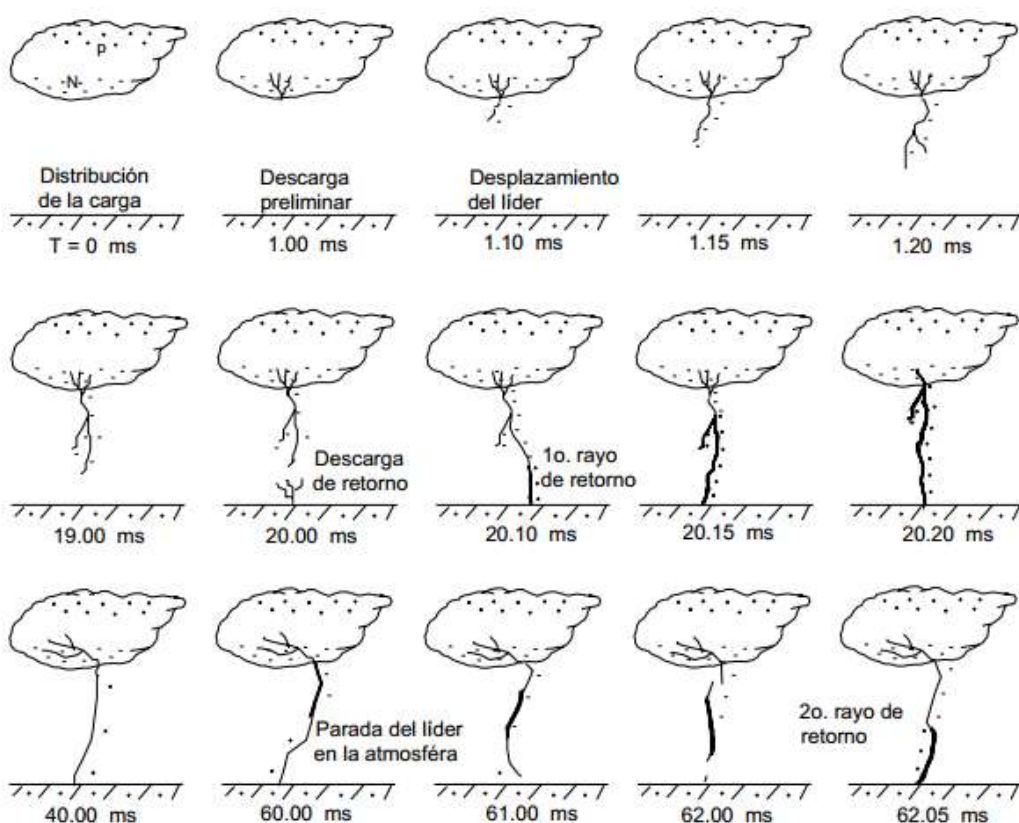 P
-N-
Distribución
de la carga
Descarga
preliminar
Desplazamiento
del líder
T = 0 ms
1.00 ms
1.10 ms
1.15 ms
1.20 ms
Descarga
de retorno
1o. rayo
de retorno
19.00 ms
20.00 ms
20.10 ms
20.15 ms
20.20 ms
Parada del líder
en la atmosféra
2o. rayo de
retorno
40.00 ms
60.00 ms
61.00 ms
62.00 ms
62.05 ms